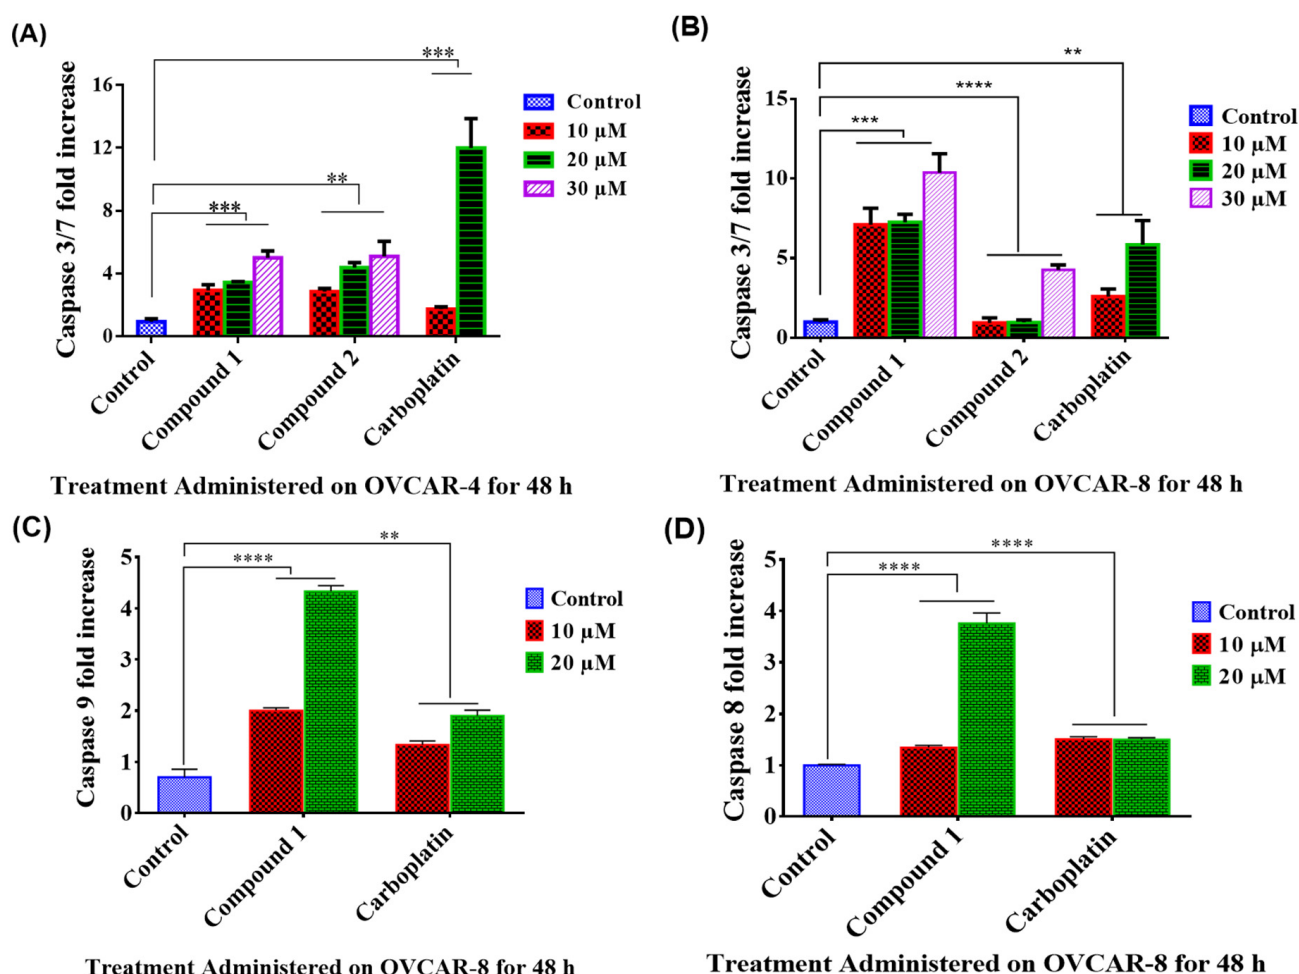 (A)
Caspase 3/7 fold increase
16
12
8
4
0
***
**
***
Control
10 µM
20 µM
30 µM
Control
Compound 1
Compound 2
Carboplatin
Treatment Administered on OVCAR-4 for 48 h
(B)
Caspase 3/7 fold increase
15
10
5
0
**
****
***
Control
10 µM
20 µM
30 µM
Control
Compound 1
Compound 2
Carboplatin
Treatment Administered on OVCAR-8 for 48 h
(C)
Caspase 9 fold increase
5
4
3
2
1
0
**
****
Control
10 µM
20 µM
Control
Compound 1
Carboplatin
Treatment Administered on OVCAR-8 for 48 h
(D)
Caspase 8 fold increase
5
4
3
2
1
0
****
****
Control
10 µM
20 µM
Control
Compound 1
Carboplatin
Treatment Administered on OVCAR-8 for 48 h